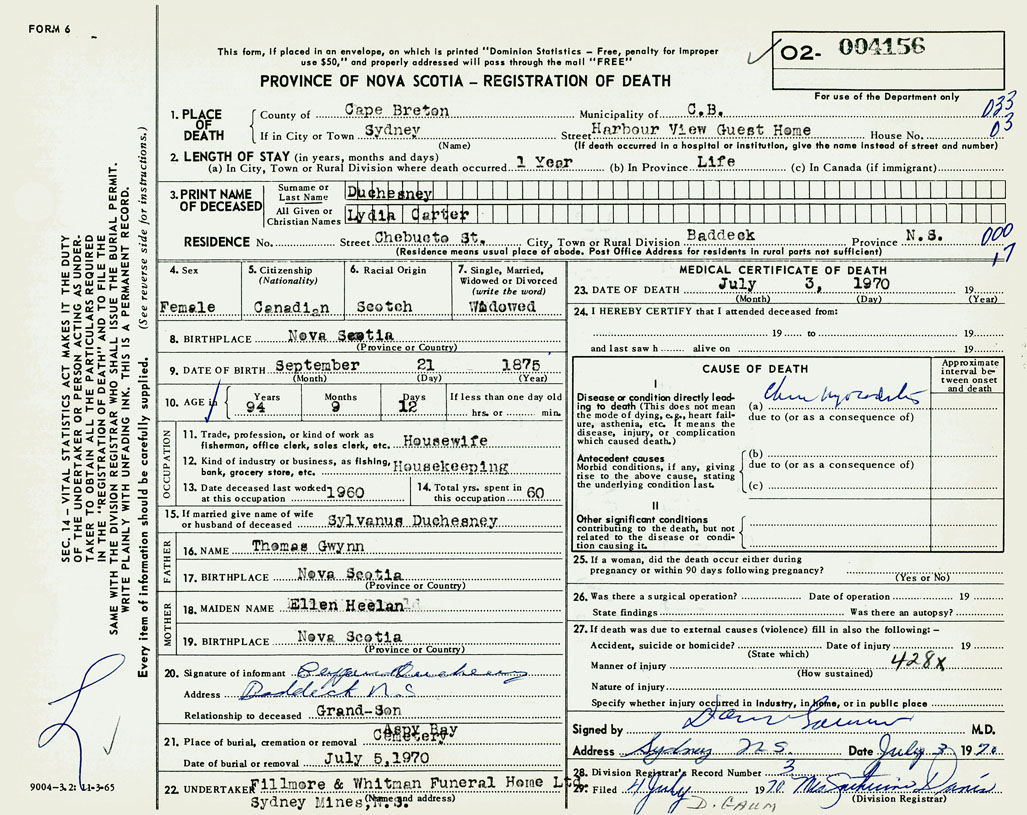 FORM 6
This form, if placed in an envelope, on which is printed "Dominion Statistics – Free, penalty for improper
use $50," and properly addressed will pass through the mail "FREE"
O2- 004156
PROVINCE OF NOVA SCOTIA – REGISTRATION OF DEATH
For use of the Department only
1. PLACE OF DEATH County of Cape Breton Municipality of C.B. 033
If in City or Town Sydney Street Harbour View Guest Home House No. 03
(Name) (If death occurred in a hospital or institution, give the name instead of street and number)
2. LENGTH OF STAY (in years, months and days)
(a) In City, Town or Rural Division where death occurred 1 Year (b) In Province Life (c) In Canada (if immigrant)
3. PRINT NAME OF DECEASED Surname or Last Name Duchesney
All Given or Christian Names Lydia Carter
RESIDENCE No. Street Chebucto St. City, Town or Rural Division Baddeck Province N.S. 000
(Residence means usual place of abode. Post Office Address for residents in rural parts not sufficient) 17
4. Sex Female
5. Citizenship (Nationality) Canadian
6. Racial Origin Scotch
7. Single, Married, Widowed or Divorced (write the word) Widowed
8. BIRTHPLACE Nova Scotia
(Province or Country)
9. DATE OF BIRTH September 21 1875
(Month) (Day) (Year)
10. AGE in Years 94 Months 9 Days 12 If less than one day old hrs. or min.
OCCUPATION
11. Trade, profession, or kind of work as fisherman, office clerk, sales clerk, etc. Housewife
12. Kind of industry or business, as fishing, bank, grocery store, etc. Housekeeping
13. Date deceased last worked at this occupation 1960
14. Total yrs. spent in this occupation 60
15. If married give name of wife or husband of deceased Sylvanus Duchesney
FATHER
16. NAME Thomas Gwynn
17. BIRTHPLACE Nova Scotia
(Province or Country)
MOTHER
18. MAIDEN NAME Ellen Heelan
19. BIRTHPLACE Nova Scotia
(Province or Country)
20. Signature of informant
Address Baddeck N.S
Relationship to deceased Grand-Son
21. Place of burial, cremation or removal Aspy Bay Cemetery
Date of burial or removal July 5,1970
22. UNDERTAKER Fillmore & Whitman Funeral Home Ltd.
Sydney Mines,N.S.
(Name and address)
MEDICAL CERTIFICATE OF DEATH
23. DATE OF DEATH July 3, 1970 19
(Month) (Day) (Year)
24. I HEREBY CERTIFY that I attended deceased from:
19 to 19
and last saw h alive on 19
CAUSE OF DEATH
Approximate interval between onset and death
I
Disease or condition directly leading to death (This does not mean the mode of dying, e.g., heart failure, asthenia, etc. It means the disease, injury, or complication which caused death.)
(a)
due to (or as a consequence of)
Antecedent causes
Morbid conditions, if any, giving rise to the above cause, stating the underlying condition last.
(b)
due to (or as a consequence of)
(c)
II
Other significant conditions
contributing to the death, but not related to the disease or condition causing it.
25. If a woman, did the death occur either during
pregnancy or within 90 days following pregnancy?
(Yes or No)
26. Was there a surgical operation? Date of operation 19
State findings Was there an autopsy?
27. If death was due to external causes (violence) fill in also the following: –
Accident, suicide or homicide? Date of injury 19
(State which)
Manner of injury 428x
(How sustained)
Nature of injury
Specify whether injury occurred in industry, in home, or in public place
Signed by M.D.
Address Sydney N.S. Date July 3 1970
28. Division Registrar's Record Number 3
29. Filed 4 July 1970 Mrs Davis
(Division Registrar)
SEC. 14 – VITAL STATISTICS ACT MAKES IT THE DUTY
OF THE UNDERTAKER OR PERSON ACTING AS UNDER-
TAKER TO OBTAIN ALL THE PARTICULARS REQUIRED
IN THE "REGISTRATION OF DEATH" AND TO FILE THE
SAME WITH THE DIVISION REGISTRAR WHO SHALL ISSUE THE BURIAL PERMIT.
WRITE PLAINLY WITH UNFADING INK. THIS IS A PERMANENT RECORD.
Every item of information should be carefully supplied. (See reverse side for instructions.)
9004-3.2: 11-3-65